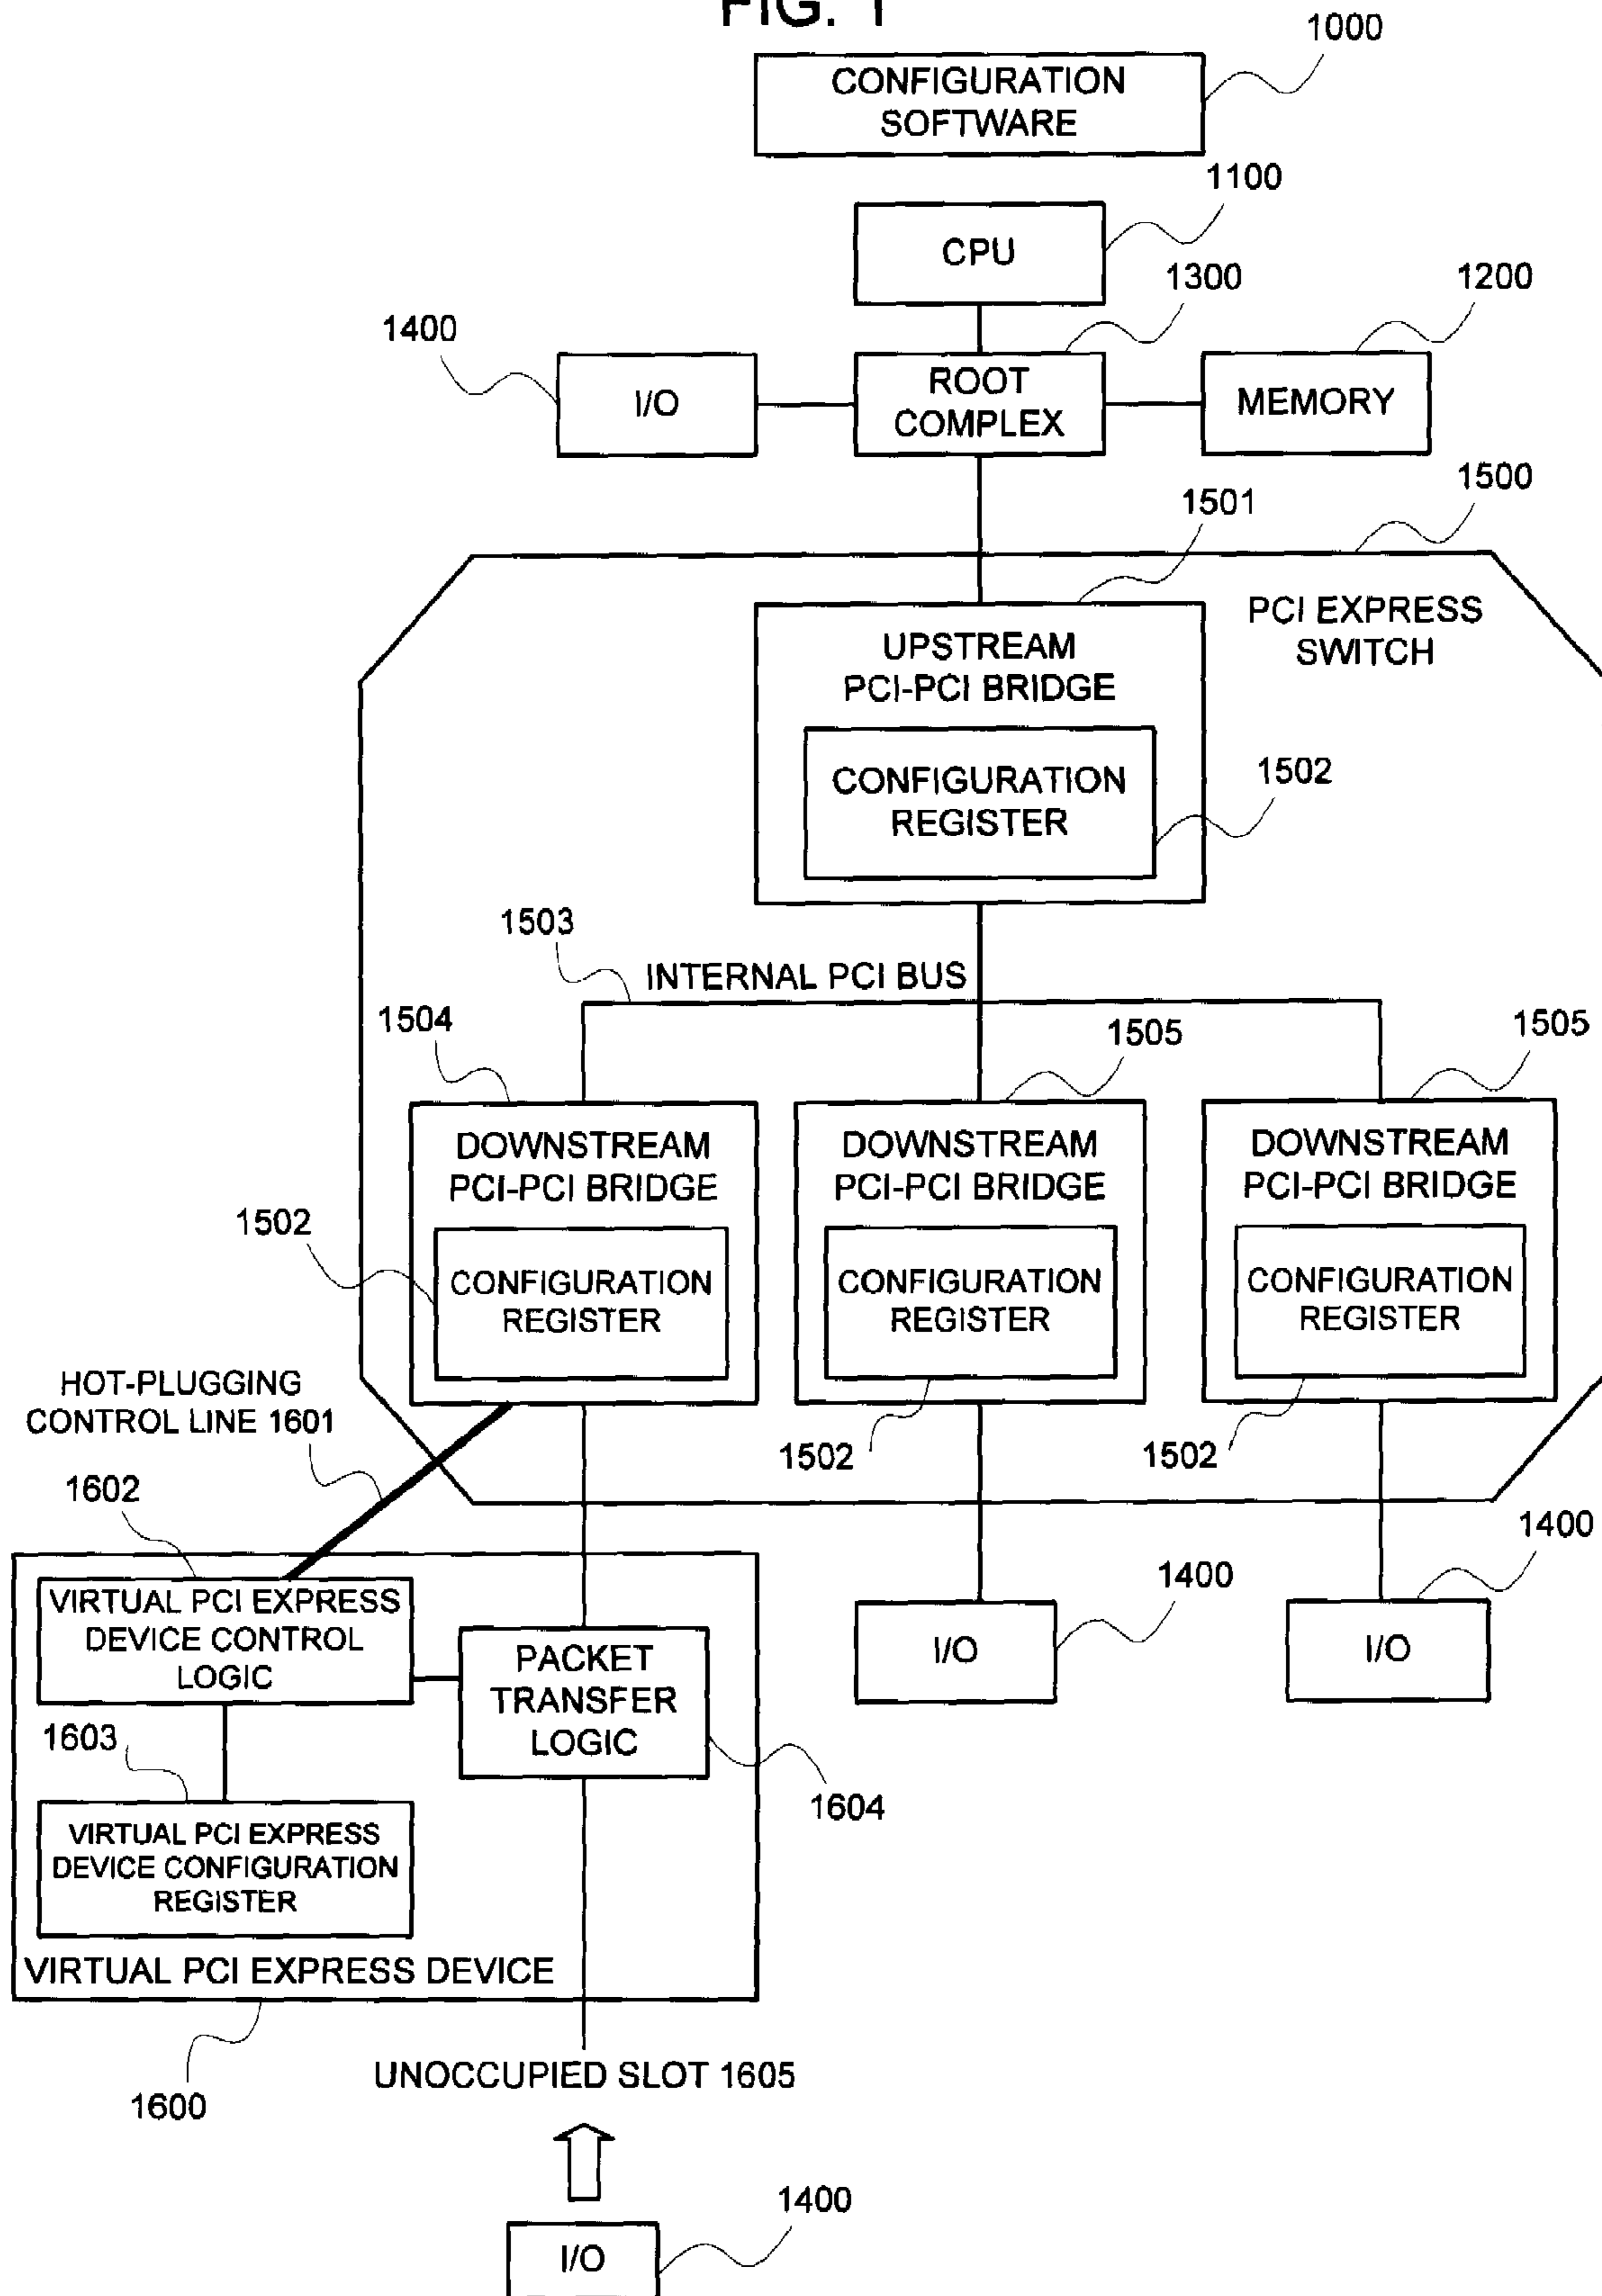 FIG. 1
1000
CONFIGURATION
SOFTWARE
1100
CPU
1300
1200
1400
I/O
ROOT
COMPLEX
MEMORY
1500
1501
PCI EXPRESS
SWITCH
UPSTREAM
PCI-PCI BRIDGE
CONFIGURATION
REGISTER
1502
1503
INTERNAL PCI BUS
1504
1505
1505
DOWNSTREAM
PCI-PCI BRIDGE
DOWNSTREAM
PCI-PCI BRIDGE
DOWNSTREAM
PCI-PCI BRIDGE
1502
CONFIGURATION
REGISTER
CONFIGURATION
REGISTER
CONFIGURATION
REGISTER
HOT-PLUGGING
CONTROL LINE 1601
1502
1502
1602
1400
1400
VIRTUAL PCI EXPRESS
DEVICE CONTROL
LOGIC
PACKET
TRANSFER
LOGIC
I/O
I/O
1603
1604
VIRTUAL PCI EXPRESS
DEVICE CONFIGURATION
REGISTER
VIRTUAL PCI EXPRESS DEVICE
1600
UNOCCUPIED SLOT 1605
1400
I/O